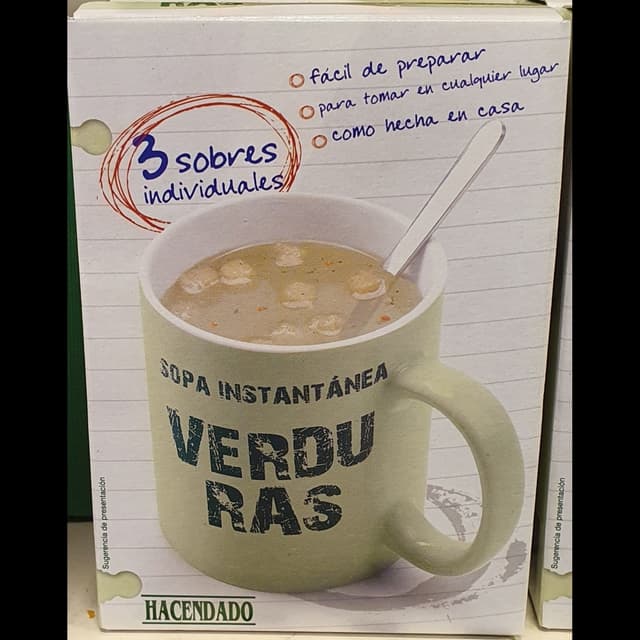 fácil de preparar
para tomar en cualquier lugar
como hecha en casa
3 sobres
individuales
SOPA INSTANTÁNEA
VERDU
RAS
Sugerencia de presentación
HACENDADO
Sugerencia de presentación